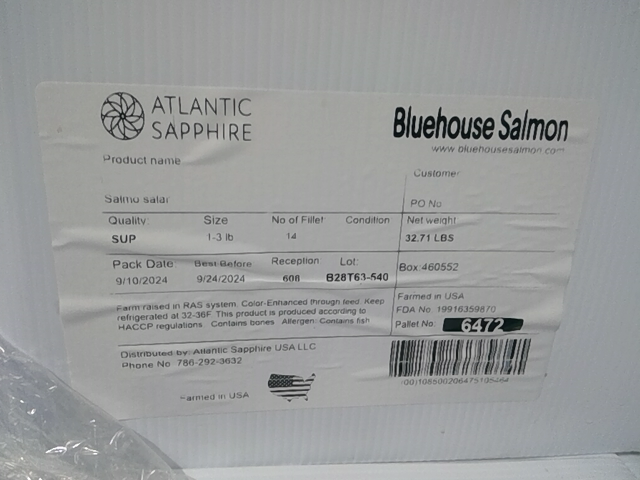 ATLANTIC
SAPPHIRE
Bluehouse Salmon
www.bluehousesalmon.com
Product name
Customer
Salmo salar
PO No
Quality:
Size
No of Fillet
Condition
Net weight
SUP
1-3 lb
14
32.71 LBS
Pack Date:
Best Before
Reception:
Lot:
Box:460552
9/10/2024
9/24/2024
608
B28T63-540
Farm raised in RAS system. Color-Enhanced through feed. Keep
refrigerated at 32-36F. This product is produced according to
HACCP regulations. Contains bones. Allergen: Contains fish
Farmed in USA
FDA No: 19916359870
Pallet No.: 6472
Distributed by: Atlantic Sapphire USA LLC
Phone No 786-292-3632
Farmed in USA